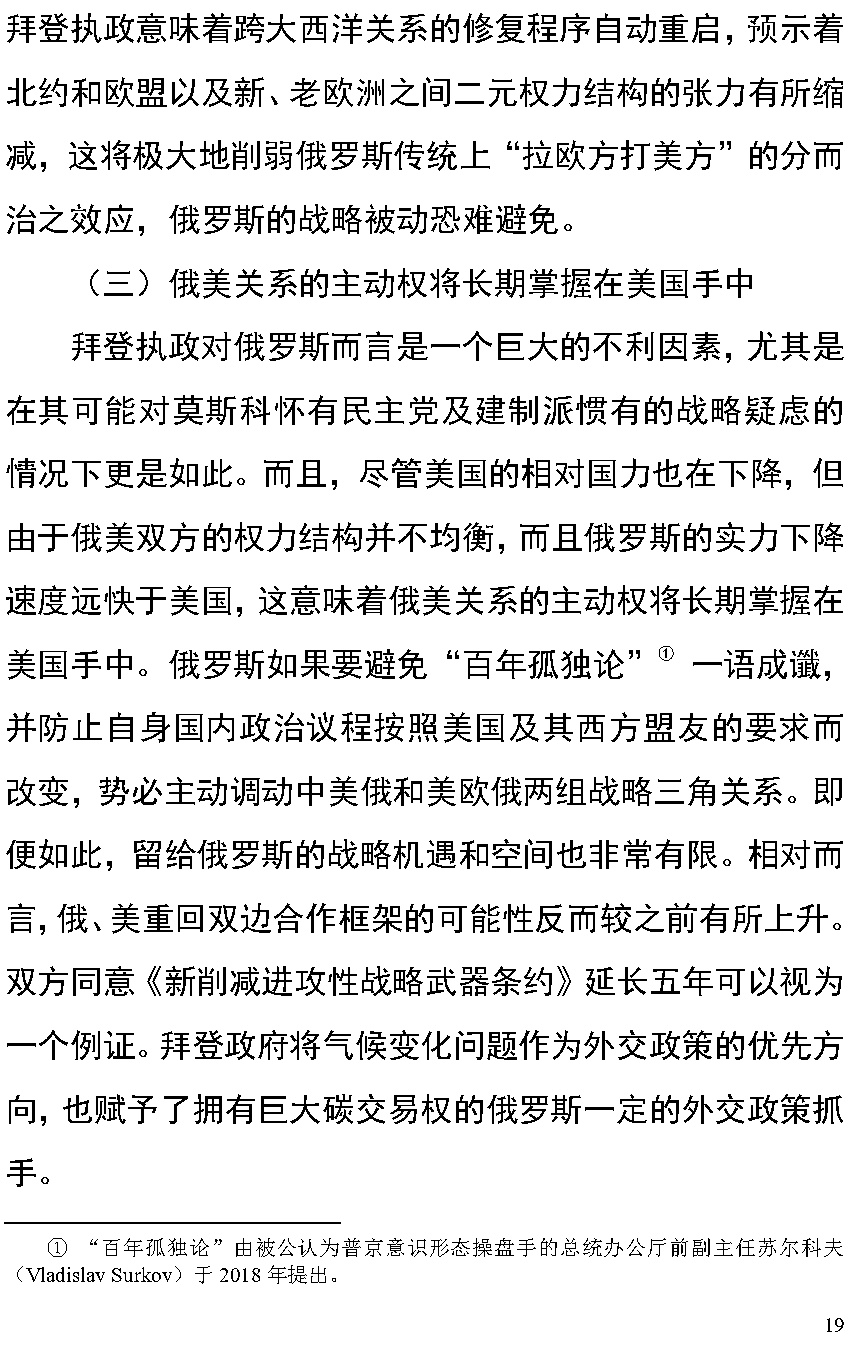 拜登执政意味着跨大西洋关系的修复程序自动重启，预示着
北约和欧盟以及新、老欧洲之间二元权力结构的张力有所缩
减，这将极大地削弱俄罗斯传统上“拉欧方打美方”的分而
治之效应，俄罗斯的战略被动恐难避免。
（三）俄美关系的主动权将长期掌握在美国手中
拜登执政对俄罗斯而言是一个巨大的不利因素，尤其是
在其可能对莫斯科怀有民主党及建制派惯有的战略疑虑的
情况下更是如此。而且，尽管美国的相对国力也在下降，但
由于俄美双方的权力结构并不均衡，而且俄罗斯的实力下降
速度远快于美国，这意味着俄美关系的主动权将长期掌握在
美国手中。俄罗斯如果要避免“百年孤独论”① 一语成谶，
并防止自身国内政治议程按照美国及其西方盟友的要求而
改变，势必主动调动中美俄和美欧俄两组战略三角关系。即
便如此，留给俄罗斯的战略机遇和空间也非常有限。相对而
言，俄、美重回双边合作框架的可能性反而较之前有所上升。
双方同意《新削减进攻性战略武器条约》延长五年可以视为
一个例证。拜登政府将气候变化问题作为外交政策的优先方
向，也赋予了拥有巨大碳交易权的俄罗斯一定的外交政策抓
手。
① “百年孤独论”由被公认为普京意识形态操盘手的总统办公厅前副主任苏尔科夫
（Vladislav Surkov）于 2018 年提出。
19